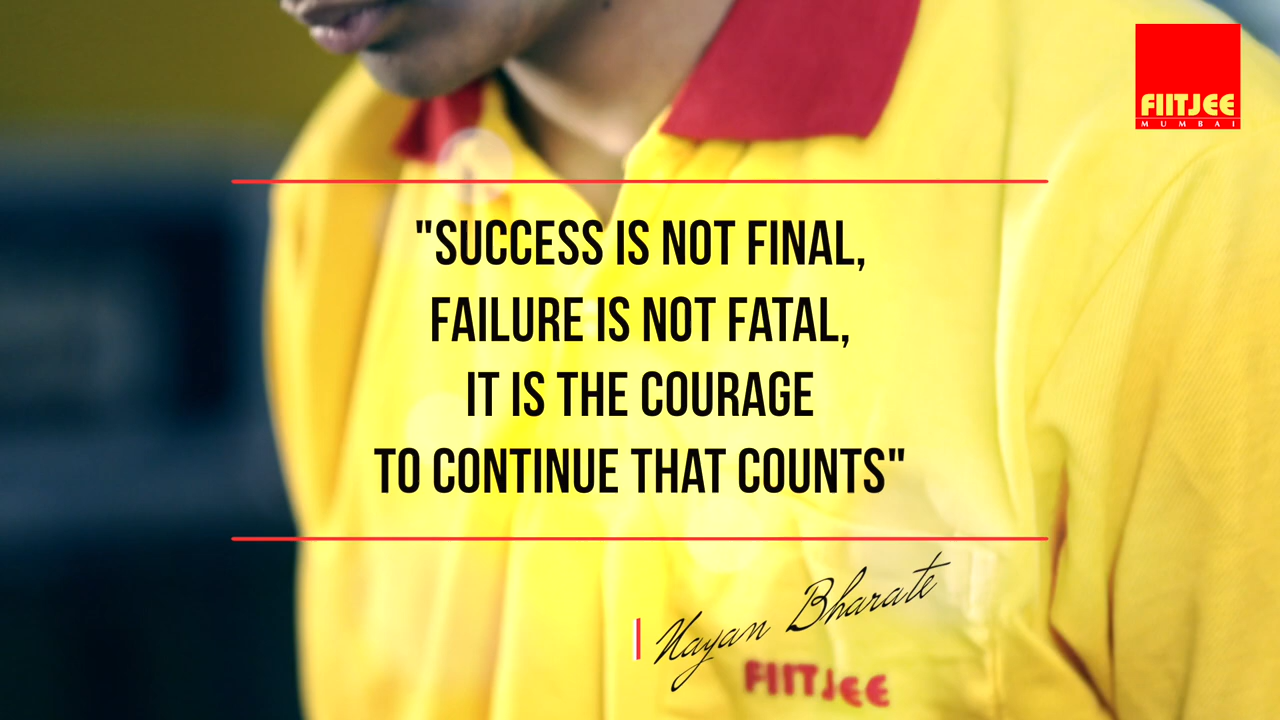 FIITJEE
MUMBAI
"SUCCESS IS NOT FINAL,
FAILURE IS NOT FATAL,
IT IS THE COURAGE
TO CONTINUE THAT COUNTS"
Nayan Bharate
FIITJEE